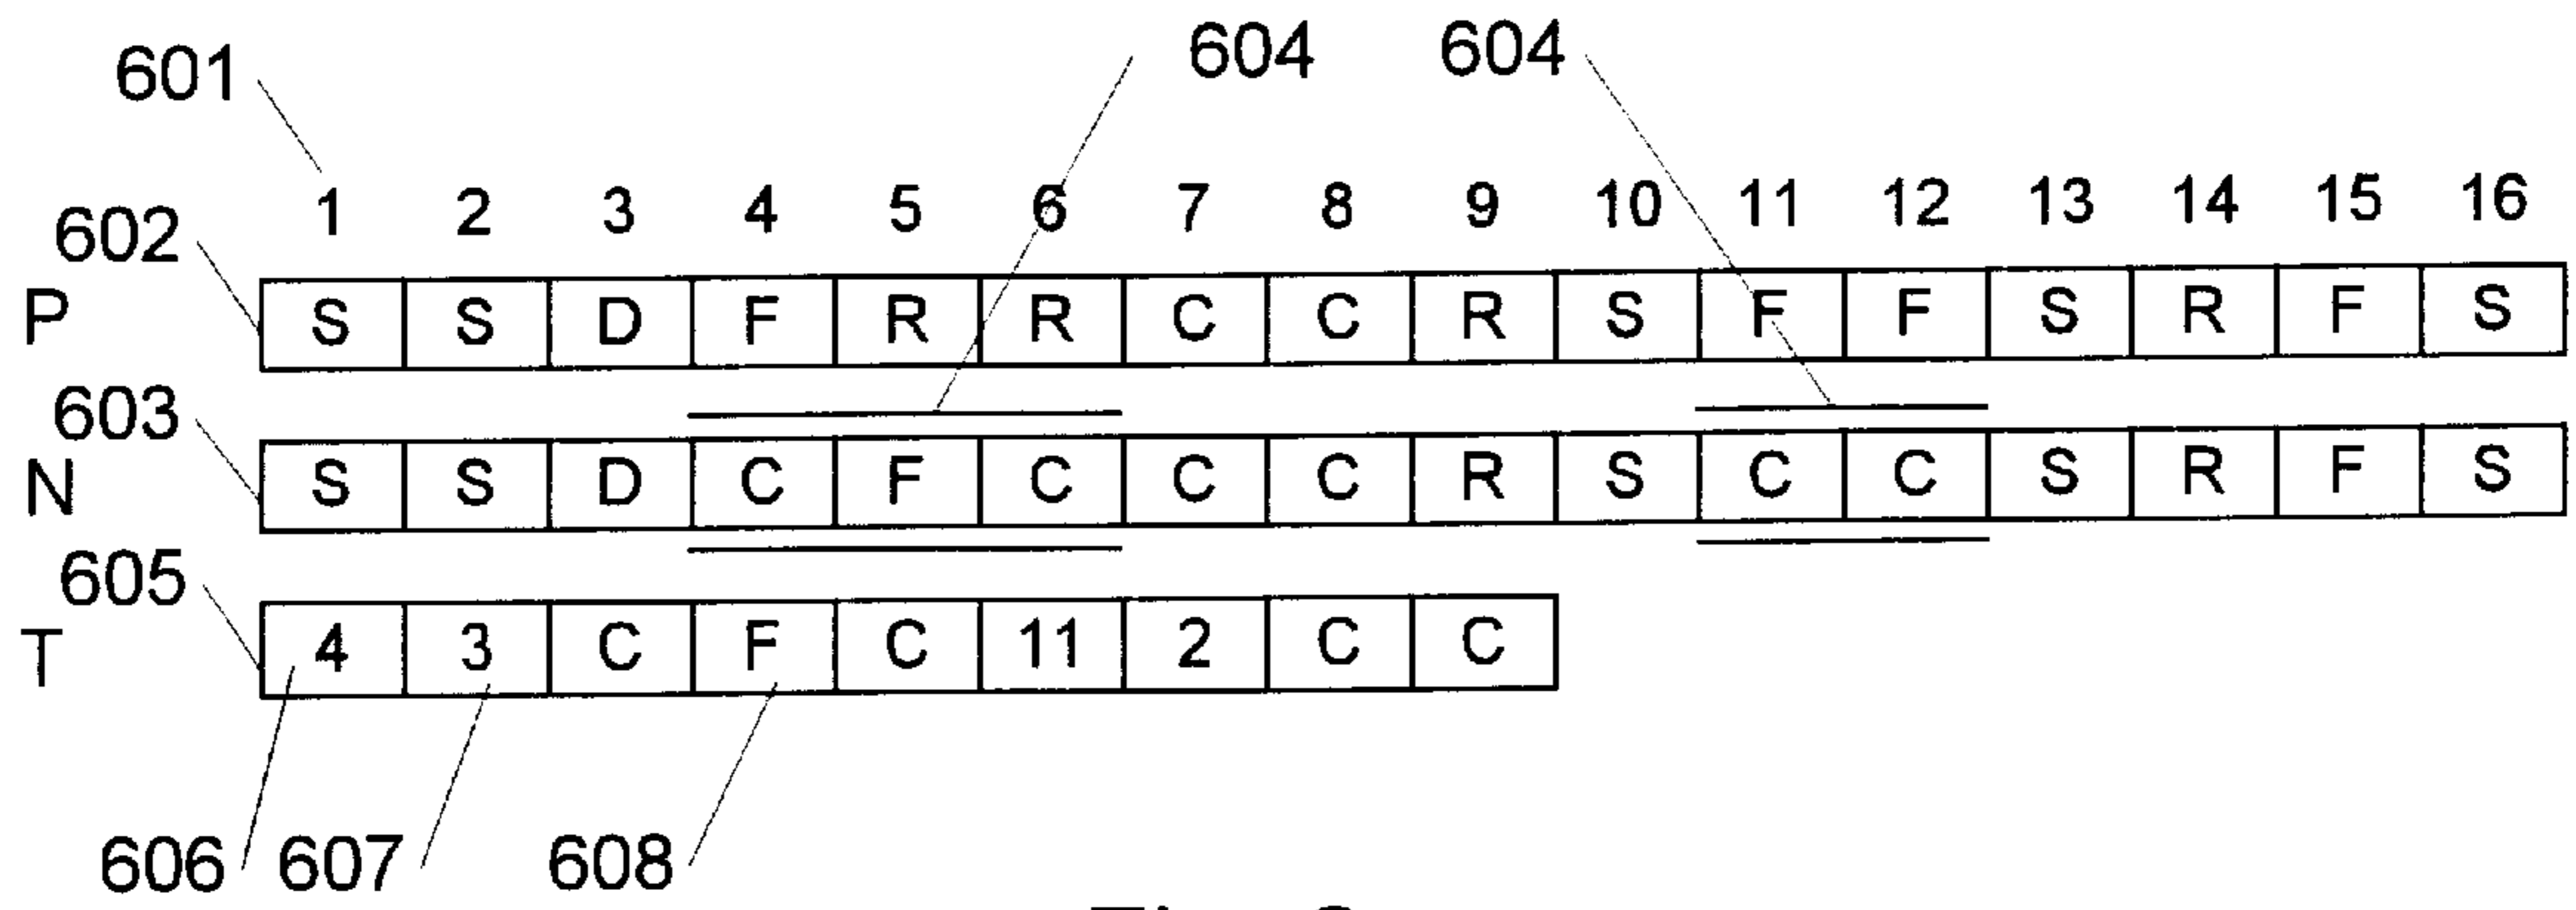 601 604 604
1 2 3 4 5 6 7 8 9 10 11 12 13 14 15 16
602
P S S D F R R C C R S F F S R F S
603
N S S D C F C C C R S C C S R F S
605
T 4 3 C F C 11 2 C C
606 607 608